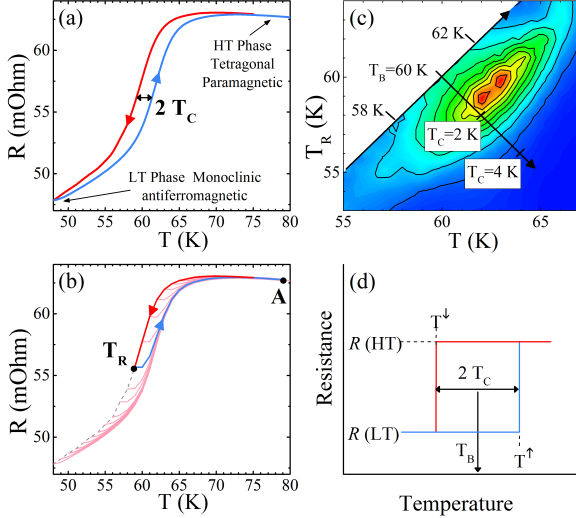 (a)
HT Phase
Tetragonal
Paramagnetic
2 T_C
LT Phase Monoclinic
antiferromagnetic
R (mOhm)
60
55
50
50 55 60 65 70 75 80
T (K)
(b)
A
T_R
R (mOhm)
60
55
50
50 55 60 65 70 75 80
T (K)
(c)
62 K
T_B=60 K
58 K
T_C=2 K
T_C=4 K
T_R (K)
65
60
55
55 60 65
T (K)
(d)
T↓
R (HT)
2 T_C
R (LT)
T_B
T↑
Resistance
Temperature